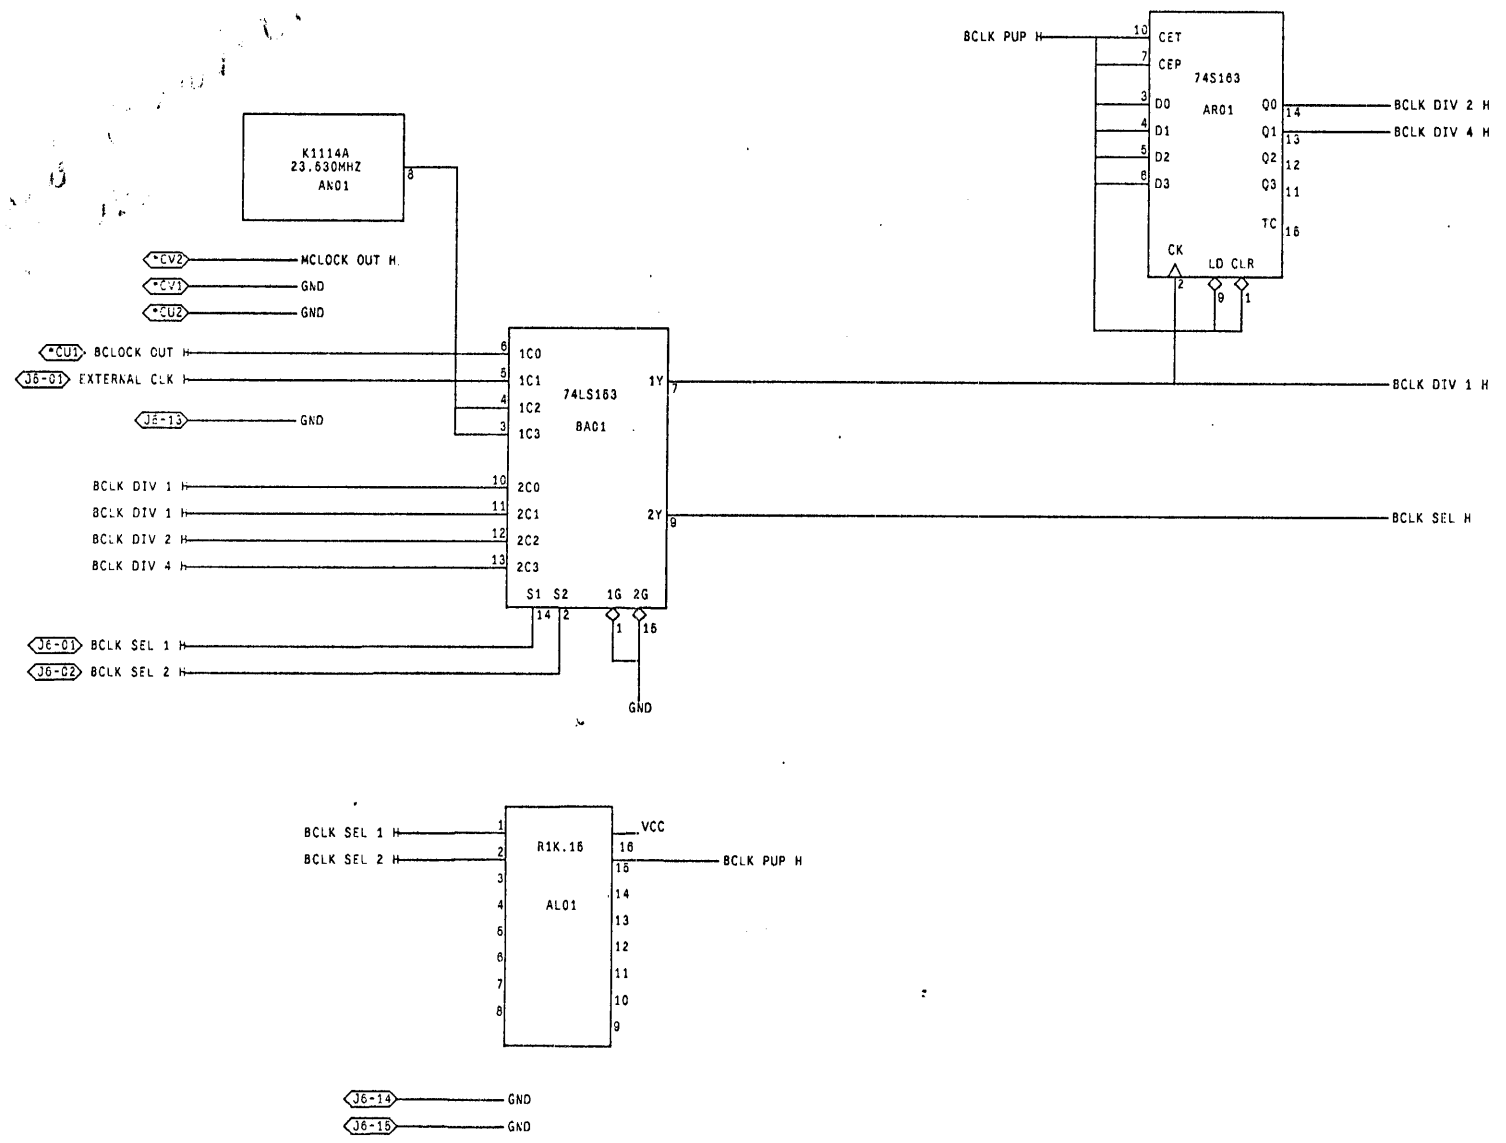 BCLK PUP H
10 CET
7 CEP
74S163
3 D0 Q0 14 BCLK DIV 2 H
AR01
4 D1 Q1 13 BCLK DIV 4 H
5 D2 Q2 12
6 D3 Q3 11
TC 15
CK
LD CLR
2 9 1
K1114A
23.630MHZ
AN01
8
*CV2 MCLOCK OUT H
*CV1 GND
*CU2 GND
*CU1 BCLOCK OUT H 6 1C0
J6-01 EXTERNAL CLK H 5 1C1 1Y 7 BCLK DIV 1 H
74LS153
4 1C2
J6-13 GND
BA01
3 1C3
BCLK DIV 1 H 10 2C0
BCLK DIV 1 H 11 2C1 2Y 9 BCLK SEL H
BCLK DIV 2 H 12 2C2
BCLK DIV 4 H 13 2C3
S1 S2 1G 2G
14 2 1 15
J6-01 BCLK SEL 1 H
J6-02 BCLK SEL 2 H
GND
BCLK SEL 1 H 1 VCC
R1K.16 16
BCLK SEL 2 H 2 15 BCLK PUP H
3 14
4 AL01 13
5 12
6 11
7 10
8 9
J6-14 GND
J6-15 GND